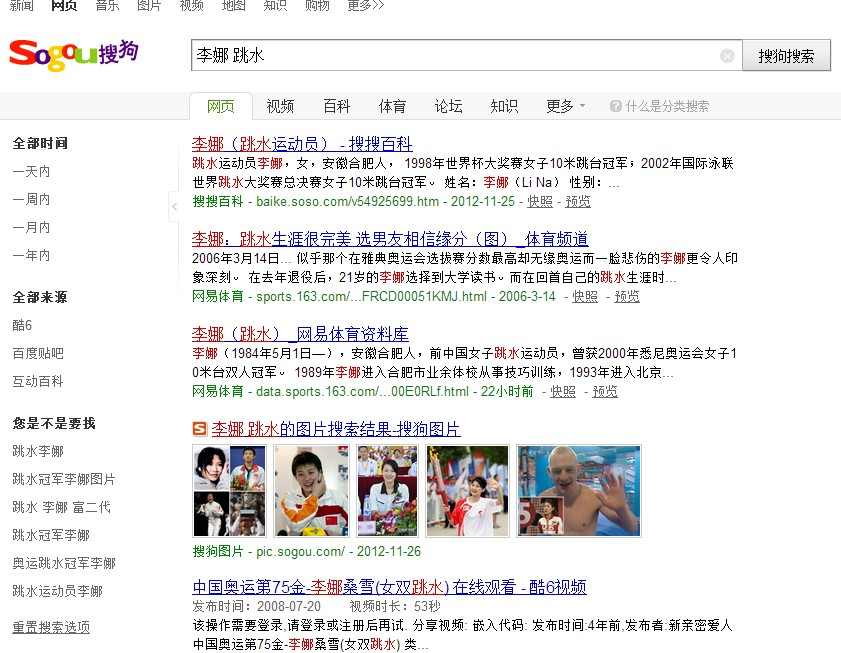 新闻 网页 音乐 图片 视频 地图 知识 购物 更多>>
Sogou搜狗
李娜 跳水
搜狗搜索
网页 视频 百科 体育 论坛 知识 更多 什么是分类搜索
全部时间
一天内
一周内
一月内
一年内
全部来源
酷6
百度贴吧
互动百科
您是不是要找
跳水李娜
跳水冠军李娜图片
跳水 李娜 富二代
跳水冠军李娜
奥运跳水冠军李娜
跳水运动员李娜
重置搜索选项
李娜（跳水运动员） - 搜搜百科
跳水运动员李娜，女，安徽合肥人， 1998年世界杯大奖赛女子10米跳台冠军；2002年国际泳联
世界跳水大奖赛总决赛女子10米跳台冠军。 姓名：李娜（Li Na） 性别：...
搜搜百科 - baike.soso.com/v54925699.htm - 2012-11-25 - 快照 - 预览
李娜：跳水生涯很完美 选男友相信缘分（图）_体育频道
2006年3月14日... 似乎那个在雅典奥运会选拔赛分数最高却无缘奥运而一脸悲伤的李娜更令人印
象深刻。 在去年退役后，21岁的李娜选择到大学读书。而在回首自己的跳水生涯时...
网易体育 - sports.163.com/...FRCD00051KMJ.html - 2006-3-14 - 快照 - 预览
李娜（跳水）_网易体育资料库
李娜（1984年5月1日—），安徽合肥人，前中国女子跳水运动员，曾获2000年悉尼奥运会女子1
0米台双人冠军。 1989年李娜进入合肥市业余体校从事技巧训练，1993年进入北京...
网易体育 - data.sports.163.com/...00E0RLf.html - 22小时前 - 快照 - 预览
李娜 跳水的图片搜索结果-搜狗图片
搜狗图片 - pic.sogou.com/ - 2012-11-26
中国奥运第75金-李娜桑雪(女双跳水) 在线观看 - 酷6视频
发布时间：2008-07-20 视频时长：53秒
该操作需要登录,请登录或注册后再试. 分享视频: 嵌入代码: 发布时间:4年前,发布者:新亲密爱人
中国奥运第75金-李娜桑雪(女双跳水) 类...